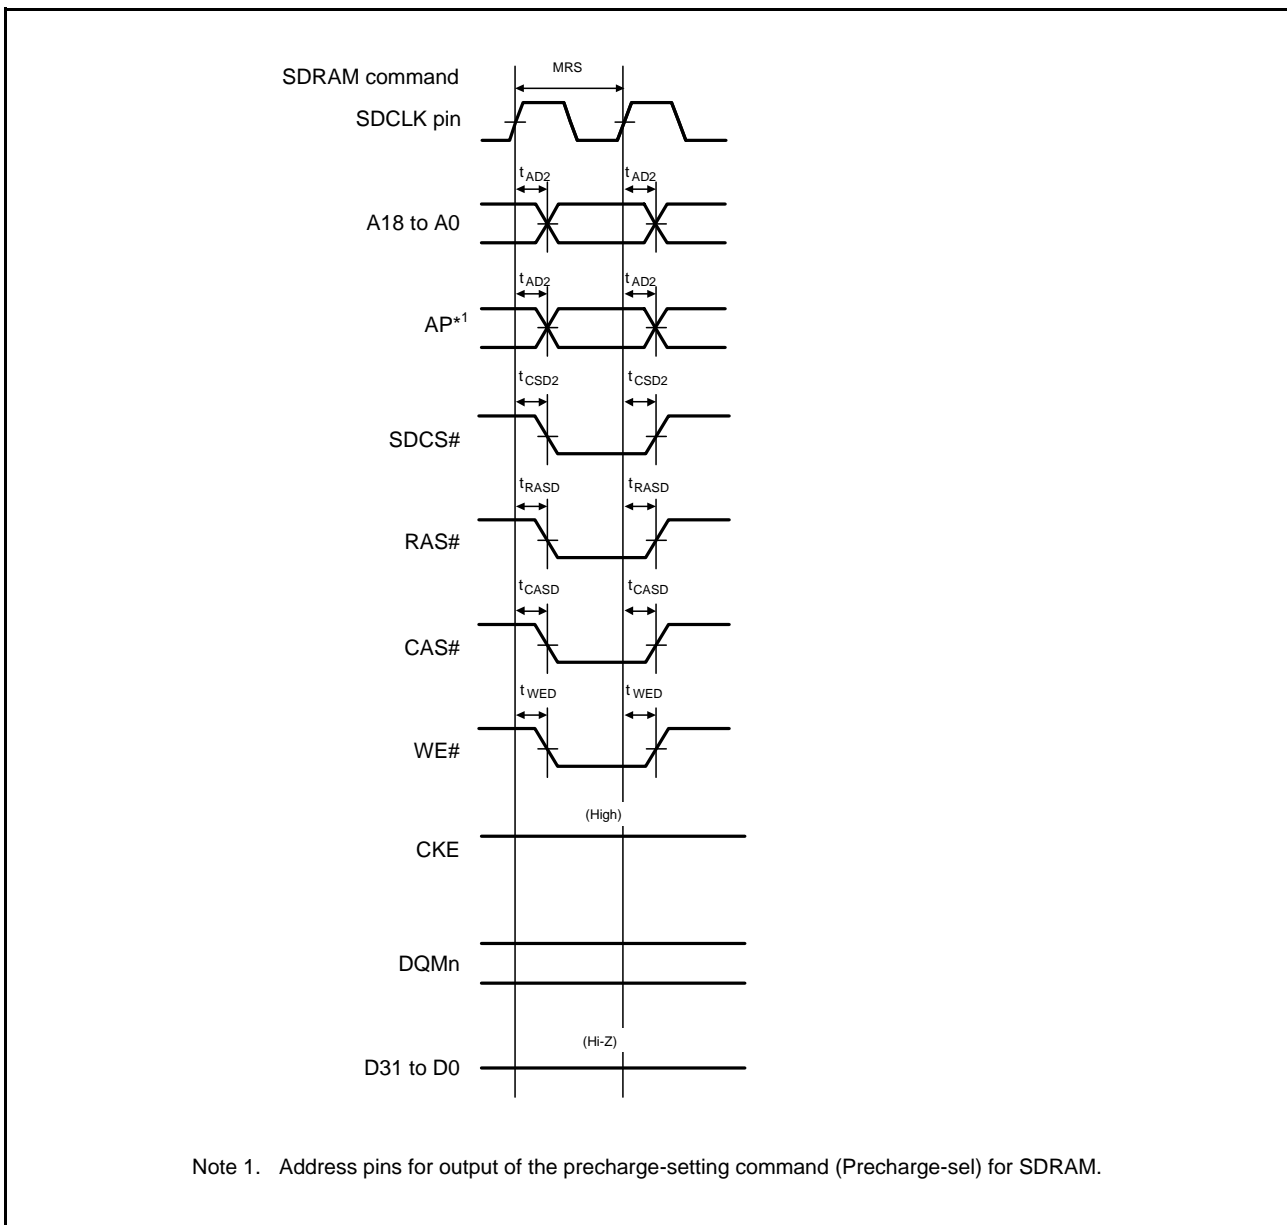 MRS
SDRAM command
SDCLK pin
tAD2 tAD2
A18 to A0
tAD2 tAD2
AP*1
tCSD2 tCSD2
SDCS#
tRASD tRASD
RAS#
tCASD tCASD
CAS#
tWED tWED
WE#
(High)
CKE
DQMn
(Hi-Z)
D31 to D0
Note 1. Address pins for output of the precharge-setting command (Precharge-sel) for SDRAM.